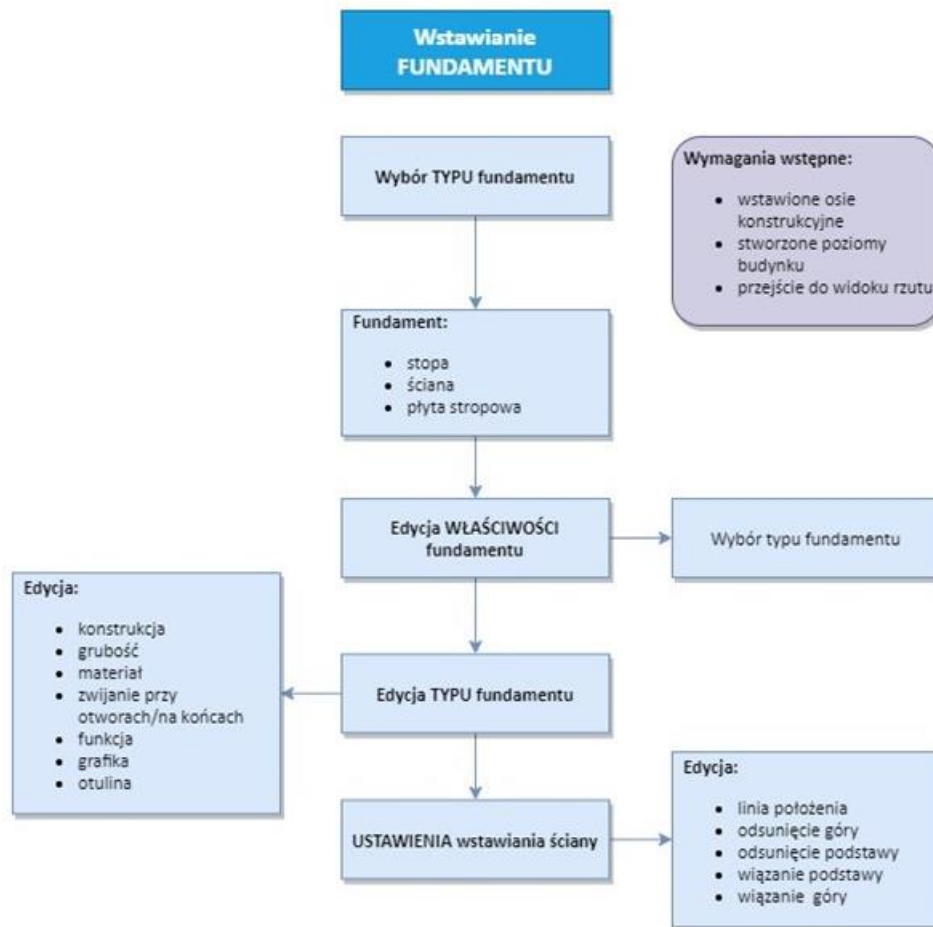 Wstawianie
FUNDAMENTU
Wybór TYPU fundamentu
Wymagania wstępne:
• wstawione osie
konstrukcyjne
• stworzone poziomy
budynku
• przejście do widoku rzutu
Fundament:
• stopa
• ściana
• płyta stropowa
Edycja WŁAŚCIWOŚCI
fundamentu
Wybór typu fundamentu
Edycja:
• konstrukcja
• grubość
• materiał
• zwijanie przy
otworach/na końcach
• funkcja
• grafika
• otulina
Edycja TYPU fundamentu
USTAWIENIA wstawiania ściany
Edycja:
• linia położenia
• odsunięcie góry
• odsunięcie podstawy
• wiązanie podstawy
• wiązanie góry